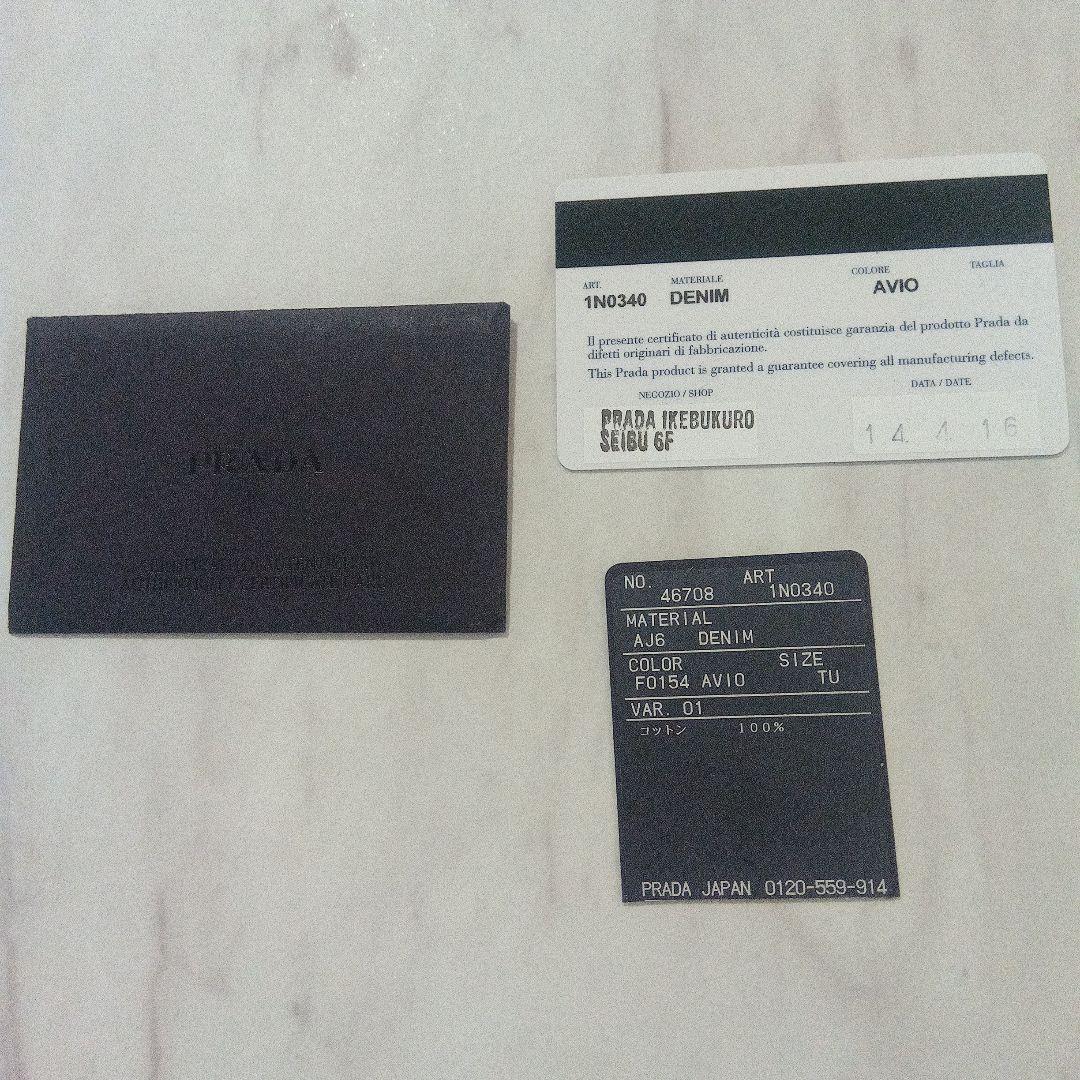 PRADA
ART.
1N0340
MATERIALE
DENIM
COLORE
AVIO
TAGLIA
Il presente certificato di autenticità costituisce garanzia del prodotto Prada da
difetti originari di fabbricazione.
This Prada product is granted a guarantee covering all manufacturing defects.
NEGOZIO / SHOP
PRADA IKEBUKURO
SEIBU 6F
DATA / DATE
14. 4. 16
NO.
46708
ART
1N0340
MATERIAL
AJ6 DENIM
COLOR
F0154 AVIO
SIZE
TU
VAR. 01
コットン 100%
PRADA JAPAN 0120-559-914